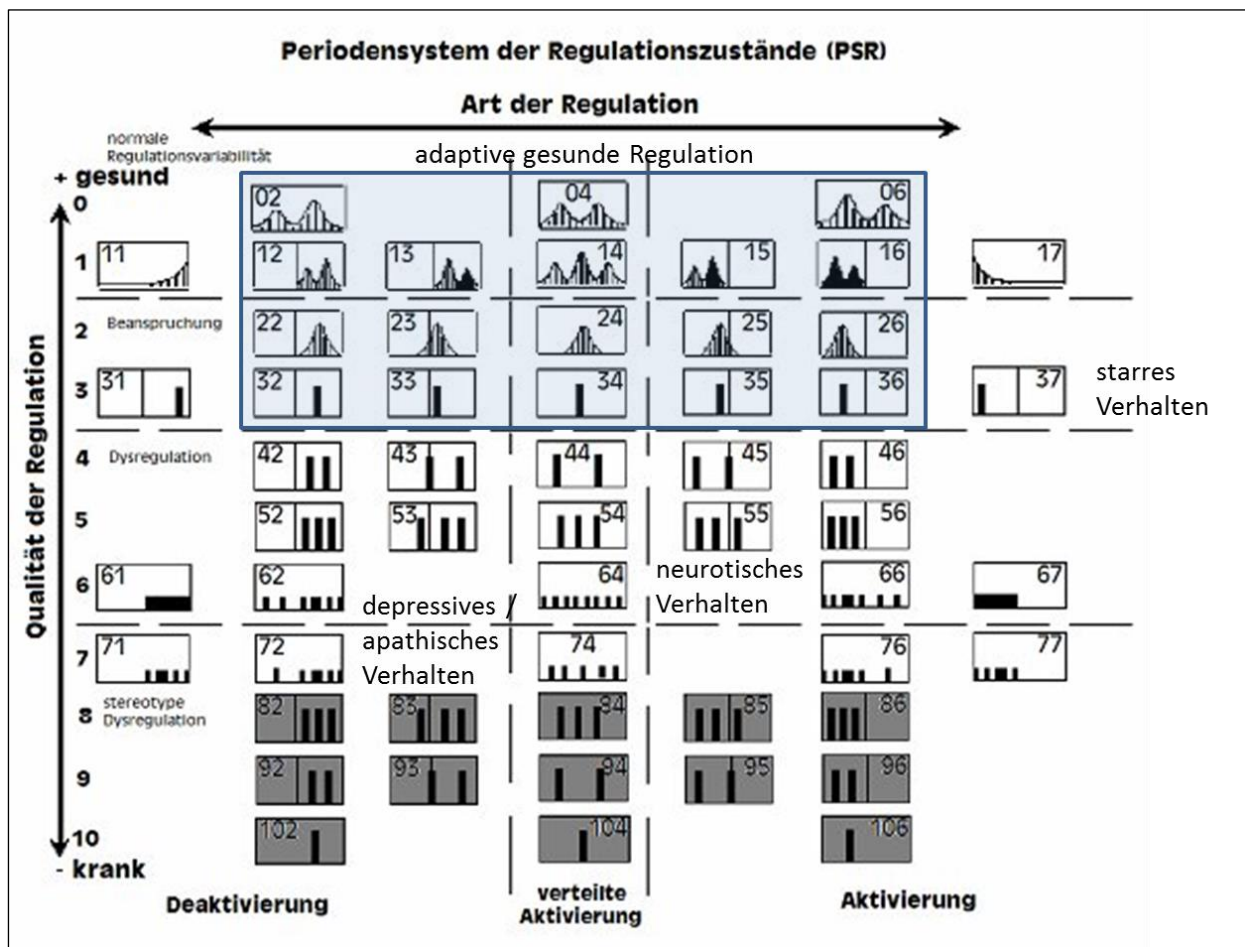 Periodensystem der Regulationszustände (PSR)
Art der Regulation
normale
Regulationsvariabilität
adaptive gesunde Regulation
+ gesund
0
02 04 06
1
11 12 13 14 15 16 17
2
Beanspruchung
22 23 24 25 26
3
31 32 33 34 35 36 37
starres
Verhalten
Qualität der Regulation
4
Dysregulation
42 43 44 45 46
5
52 53 54 55 56
6
61 62 64 66 67
neurotisches
Verhalten
depressives /
apathisches
Verhalten
7
71 72 74 76 77
8
stereotype
Dysregulation
82 83 84 85 86
9
92 93 94 95 96
10
102 104 106
- krank
Deaktivierung
verteilte
Aktivierung
Aktivierung